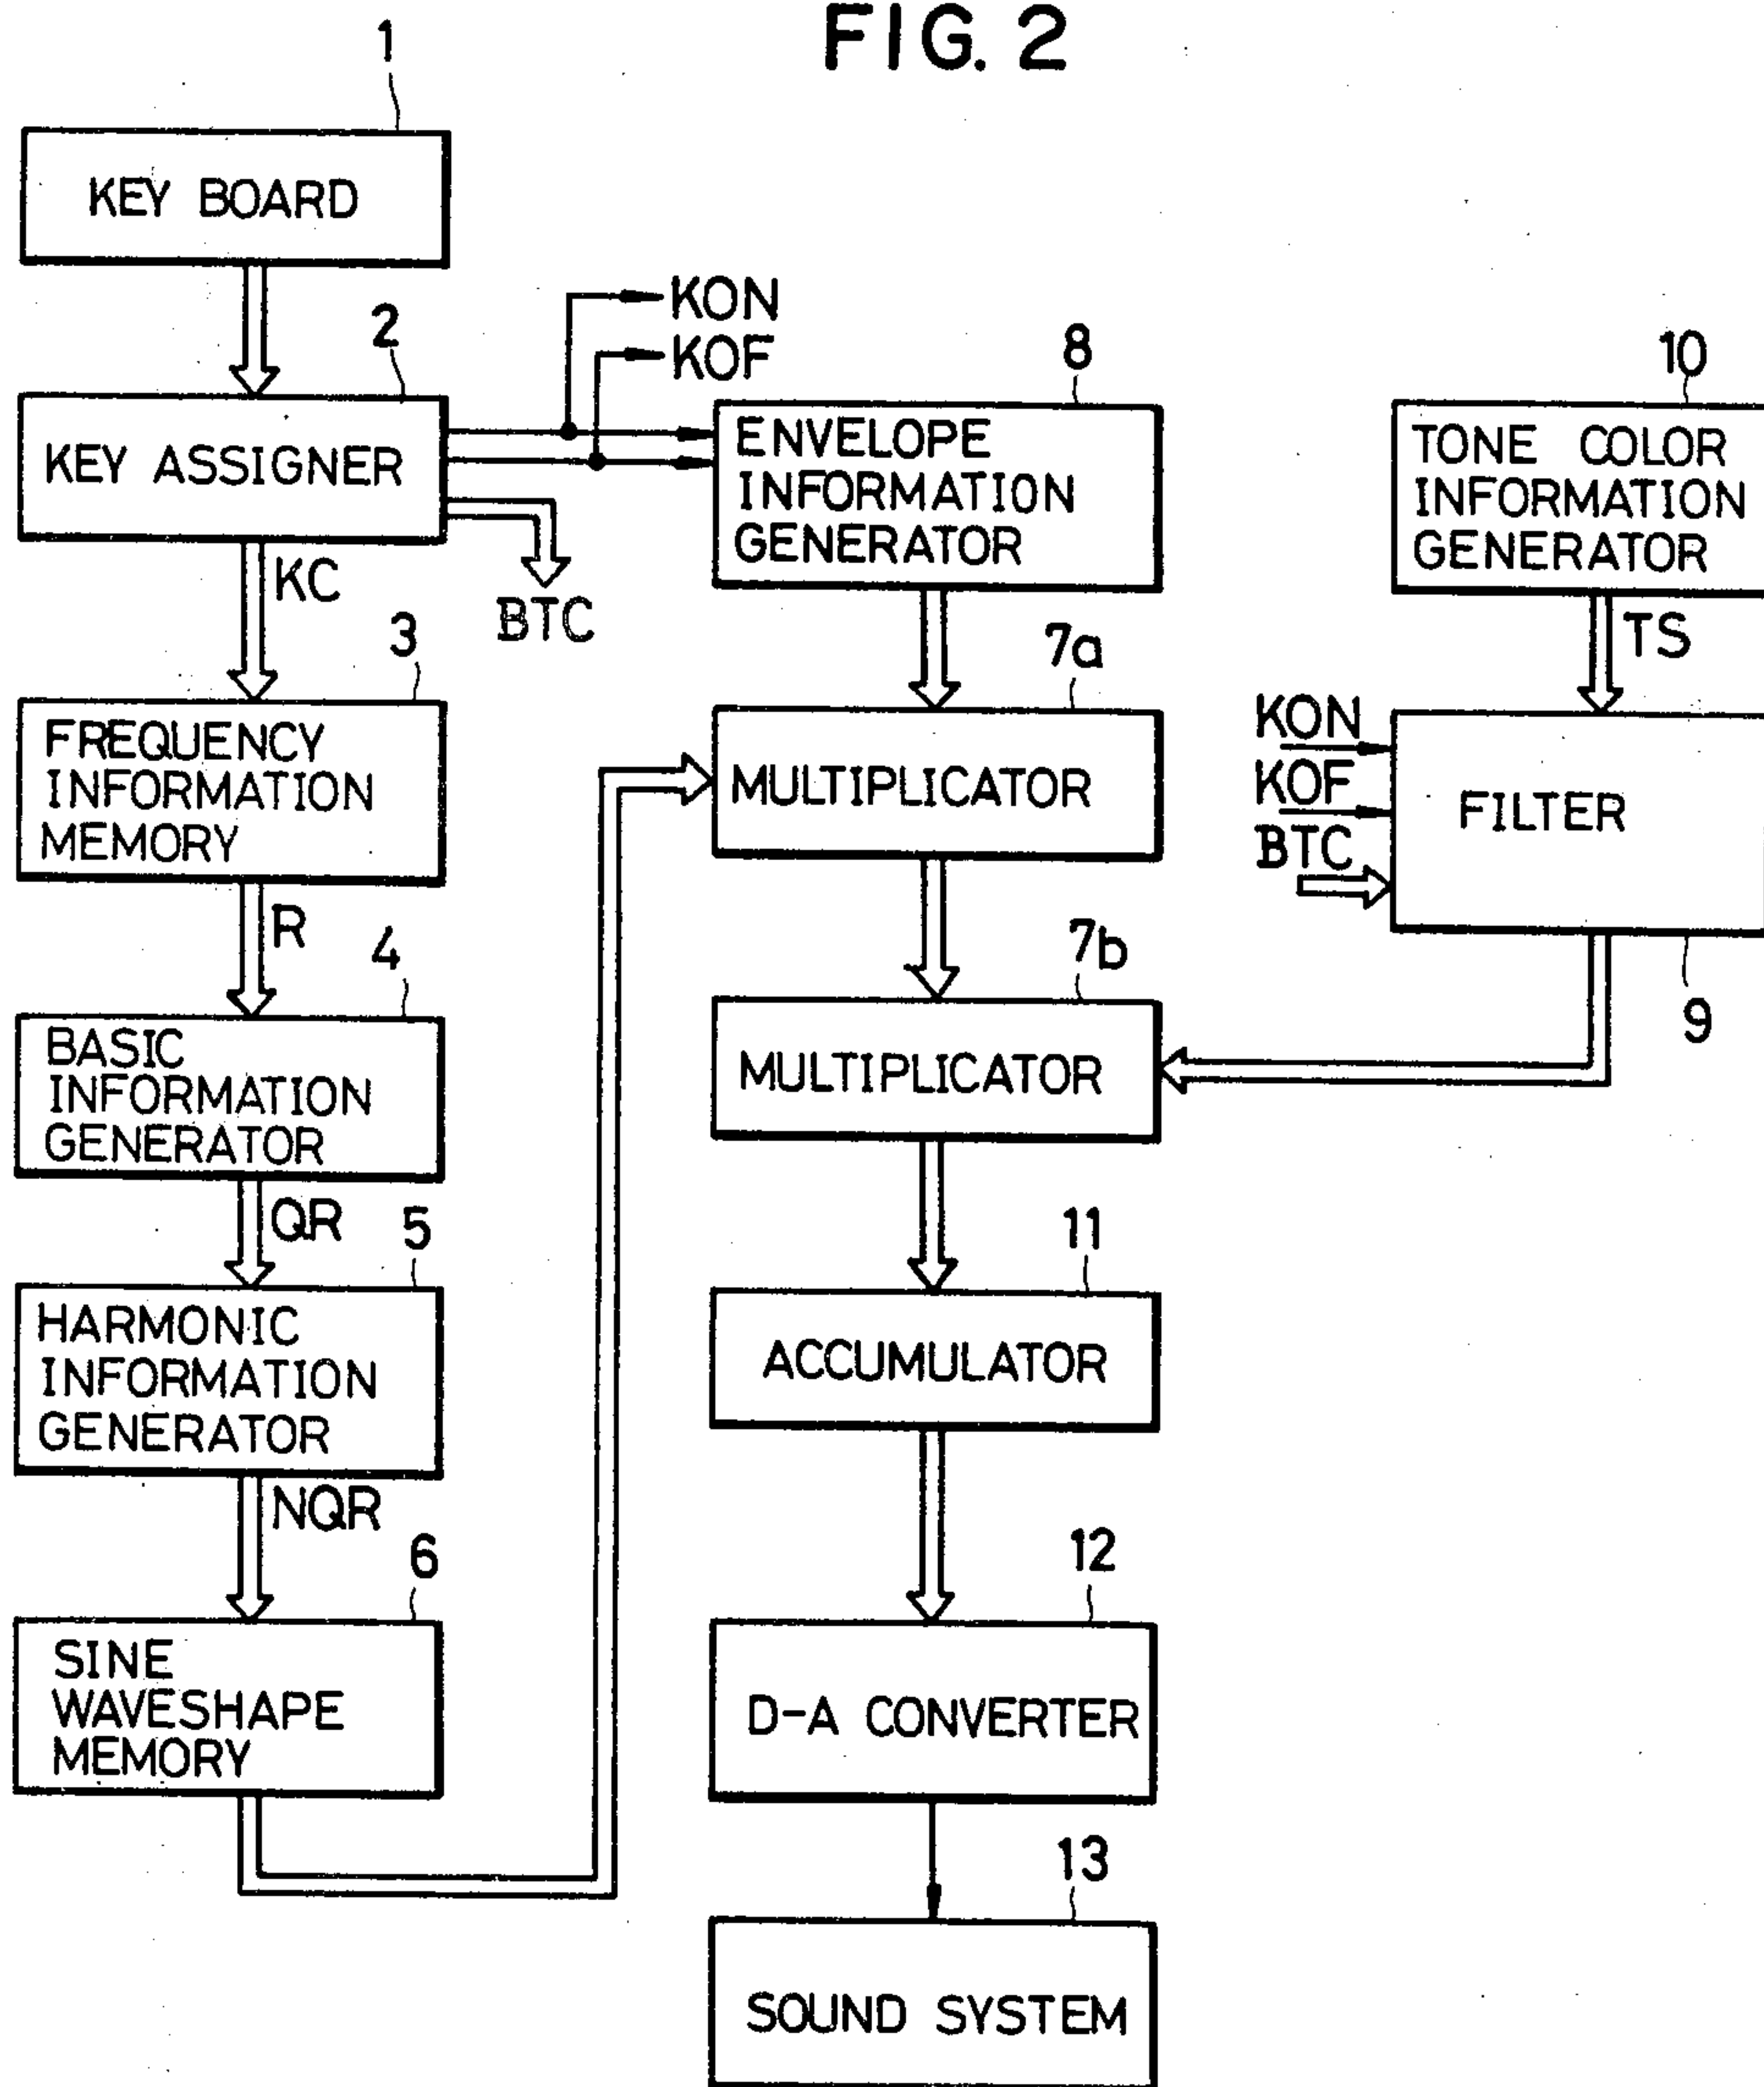 FIG. 2
1
KEY BOARD
2
KEY ASSIGNER
KON
KOF
BTC
KC
3
FREQUENCY
INFORMATION
MEMORY
R
4
BASIC
INFORMATION
GENERATOR
QR
5
HARMONIC
INFORMATION
GENERATOR
NQR
6
SINE
WAVESHAPE
MEMORY
8
ENVELOPE
INFORMATION
GENERATOR
7a
MULTIPLICATOR
7b
MULTIPLICATOR
11
ACCUMULATOR
12
D-A CONVERTER
13
SOUND SYSTEM
10
TONE COLOR
INFORMATION
GENERATOR
TS
KON
KOF
BTC
FILTER
9